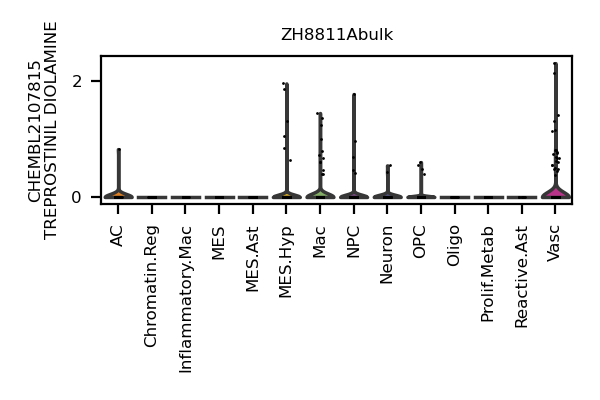 ZH8811Abulk
CHEMBL2107815
TREPROSTINIL DIOLAMINE
2
0
AC
Chromatin.Reg
Inflammatory.Mac
MES
MES.Ast
MES.Hyp
Mac
NPC
Neuron
OPC
Oligo
Prolif.Metab
Reactive.Ast
Vasc